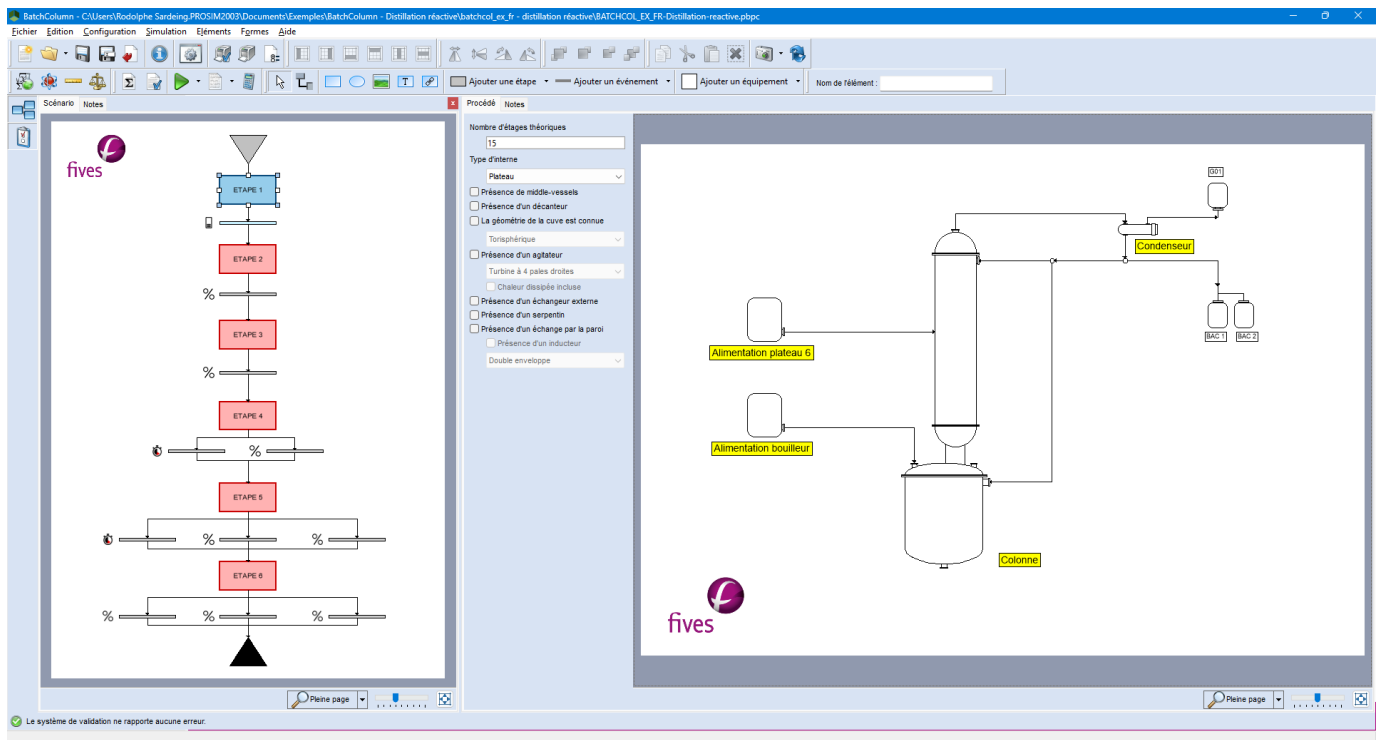 BatchColumn - C:\Users\Rodolphe Sardeing.PROSIM2003\Documents\Exemples\BatchColumn - Distillation réactive\batchcol_ex_fr - distillation réactive\BATCHCOL_EX_FR-Distillation-reactive.pbpc
Fichier Edition Configuration Simulation Eléments Formes Aide
Ajouter une étape Ajouter un événement Ajouter un équipement Nom de l'élément :
Scénario Notes
fives
ETAPE 1
ETAPE 2
%
ETAPE 3
%
ETAPE 4
%
ETAPE 5
% %
ETAPE 6
% % %
Pleine page
Procédé Notes
Nombre d'étages théoriques
15
Type d'interne
Plateau
Présence de middle-vessels
Présence d'un décanteur
La géométrie de la cuve est connue
Torisphérique
Présence d'un agitateur
Turbine à 4 pales droites
Chaleur dissipée incluse
Présence d'un échangeur externe
Présence d'un serpentin
Présence d'un échange par la paroi
Présence d'un inducteur
Double enveloppe
G01
Condenseur
BAC 1 BAC 2
Alimentation plateau 6
Alimentation bouilleur
Colonne
fives
Pleine page
Le système de validation ne rapporte aucune erreur.